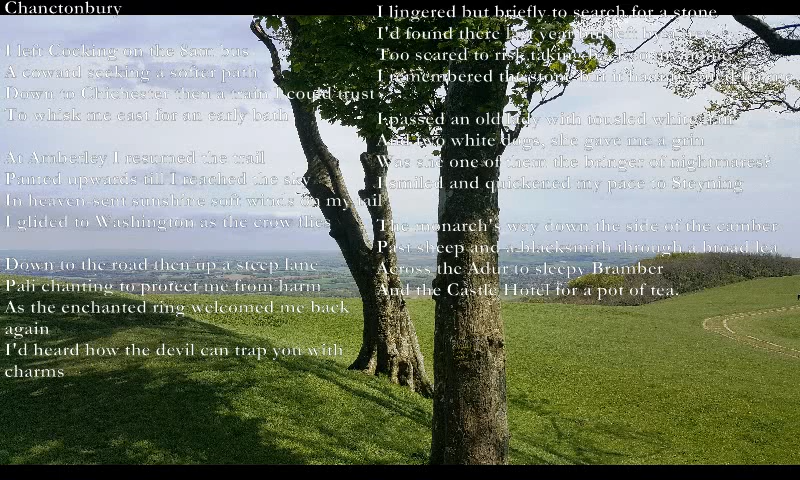 Chanctonbury
I left Cocking on the 8am bus
A coward seeking a softer path
Down to Chichester then a train I could trust
To whisk me east for an early bath
At Amberley I resumed the trail
Panted upwards till I reached the sky
In heaven-sent sunshine soft winds on my tail
I glided to Washington as the crow flies
Down to the road then up a steep lane
Pali chanting to protect me from harm
As the enchanted ring welcomed me back
again
I'd heard how the devil can trap you with
charms
I lingered but briefly to search for a stone
I'd found there last year but left
Too scared to risk taking
I remembered the stone but it
I passed an old lady with tousled white hair
And two white dogs, she gave me a grin
Was she one of them the bringer of nightmares?
I smiled and quickened my pace to Steyning
The monarch's way down the side of the camber
Past sheep and a blacksmith through a broad lea
Across the Adur to sleepy Bramber
And the Castle Hotel for a pot of tea.